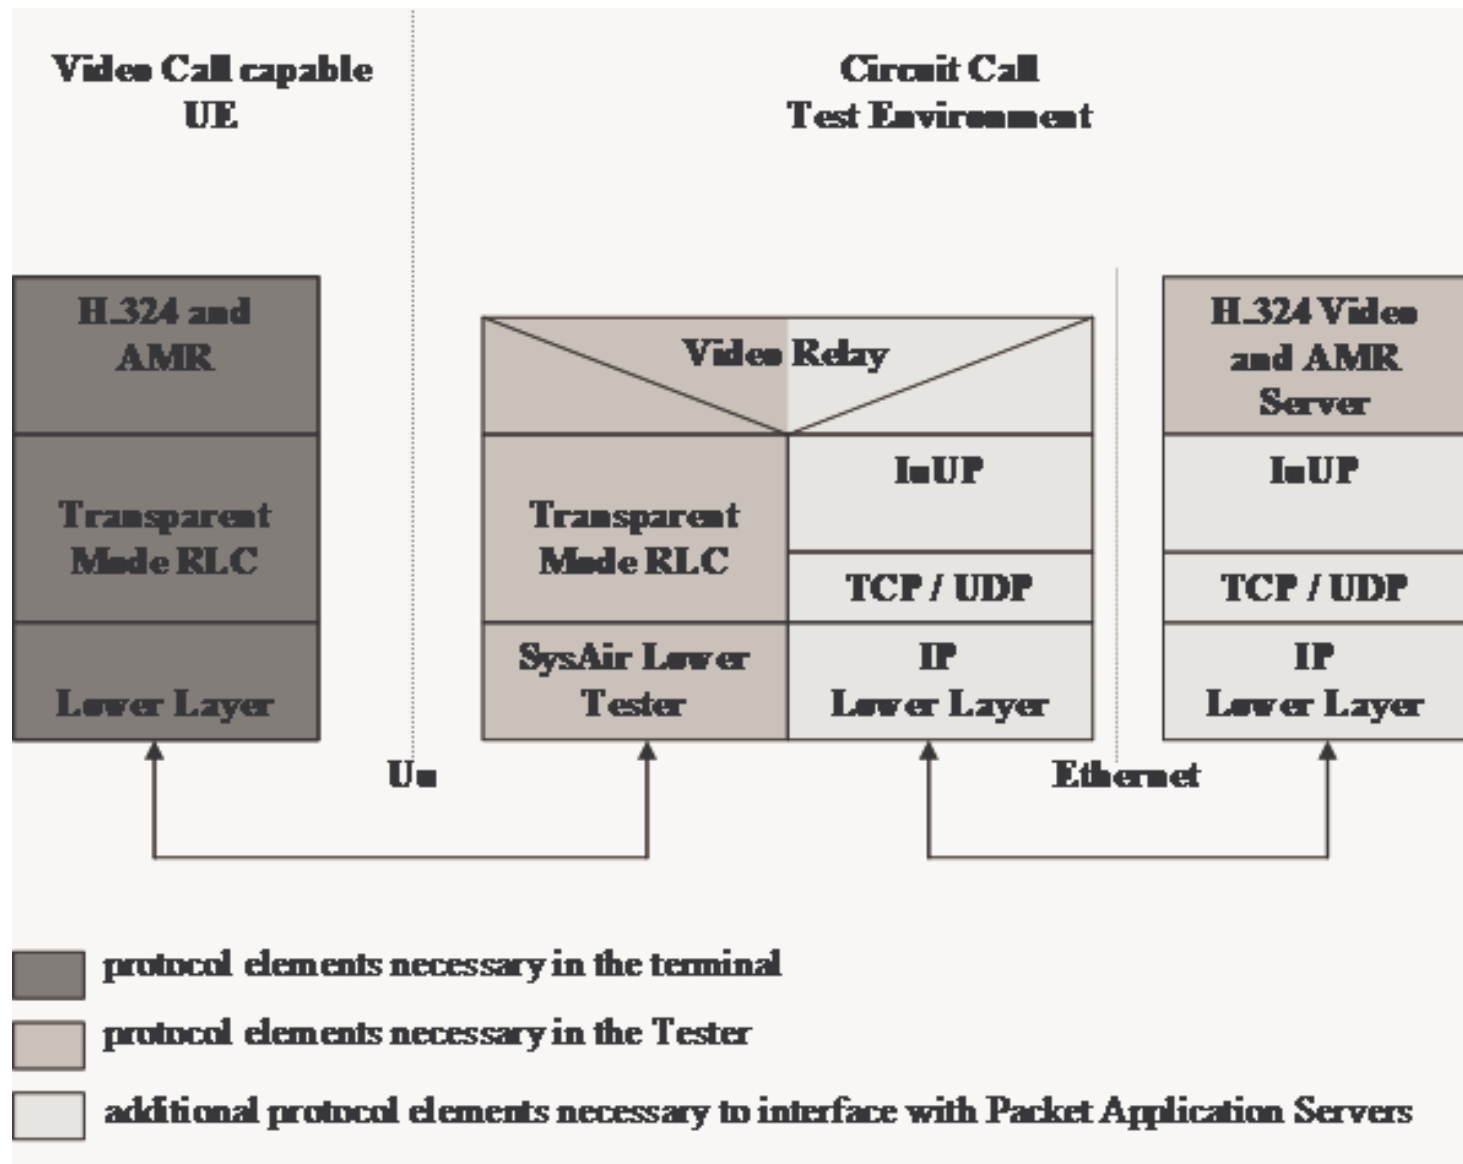 Video Call capable
UE
Circuit Call
Test Environment
H.324 and
AMR
Transparent
Mode RLC
Lower Layer
Video Relay
Transparent
Mode RLC
SysAir Lower
Tester
IuUP
TCP / UDP
IP
Lower Layer
H.324 Video
and AMR
Server
IuUP
TCP / UDP
IP
Lower Layer
Uu
Ethernet
protocol elements necessary in the terminal
protocol elements necessary in the Tester
additional protocol elements necessary to interface with Packet Application Servers